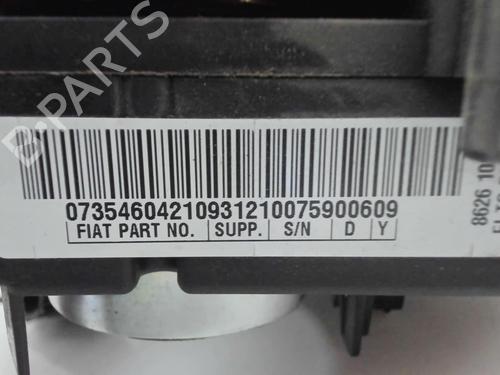 B-PARTS
07354604210931210075900609
FIAT PART NO. SUPP. S/N D Y
8626 10